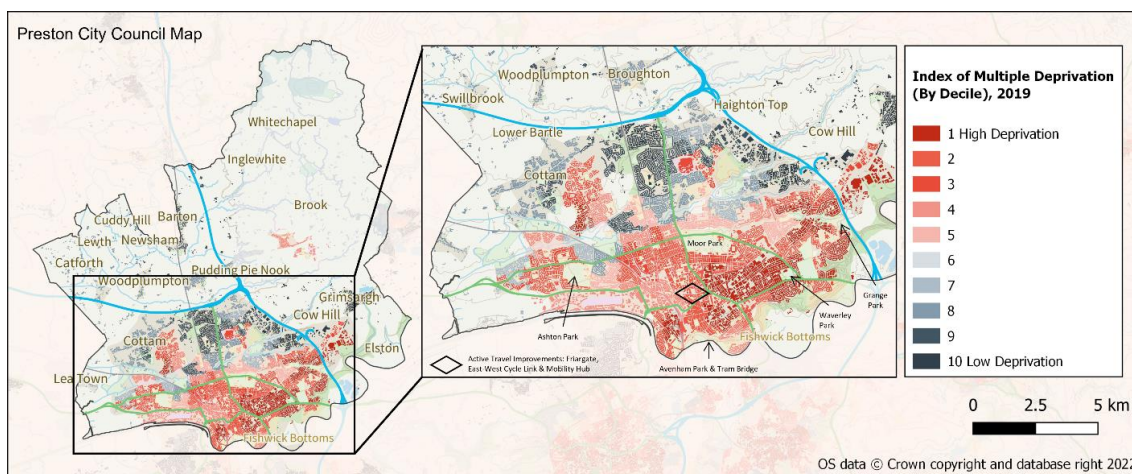 Preston City Council Map
Whitechapel
Inglewhite
Brook
Barton
Cuddy Hill
Lewth
Newsham
Catforth
Pudding Pie Nook
Woodplumpton
Grimsargh
Cow Hill
Cottam
Elston
Lea Town
Fishwick Bottoms
Woodplumpton
Broughton
Swillbrook
Haighton Top
Lower Bartle
Cow Hill
Cottam
Moor Park
Grange
Park
Waverley
Park
Ashton Park
Fishwick Bottoms
Active Travel Improvements: Friargate,
East-West Cycle Link & Mobility Hub
Avenham Park & Tram Bridge
Index of Multiple Deprivation
(By Decile), 2019
1 High Deprivation
2
3
4
5
6
7
8
9
10 Low Deprivation
0 2.5 5 km
OS data © Crown copyright and database right 2022